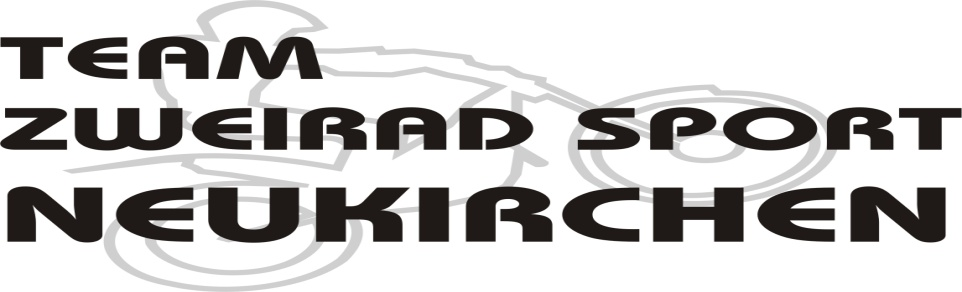 TEAM
ZWEIRAD SPORT
NEUKIRCHEN